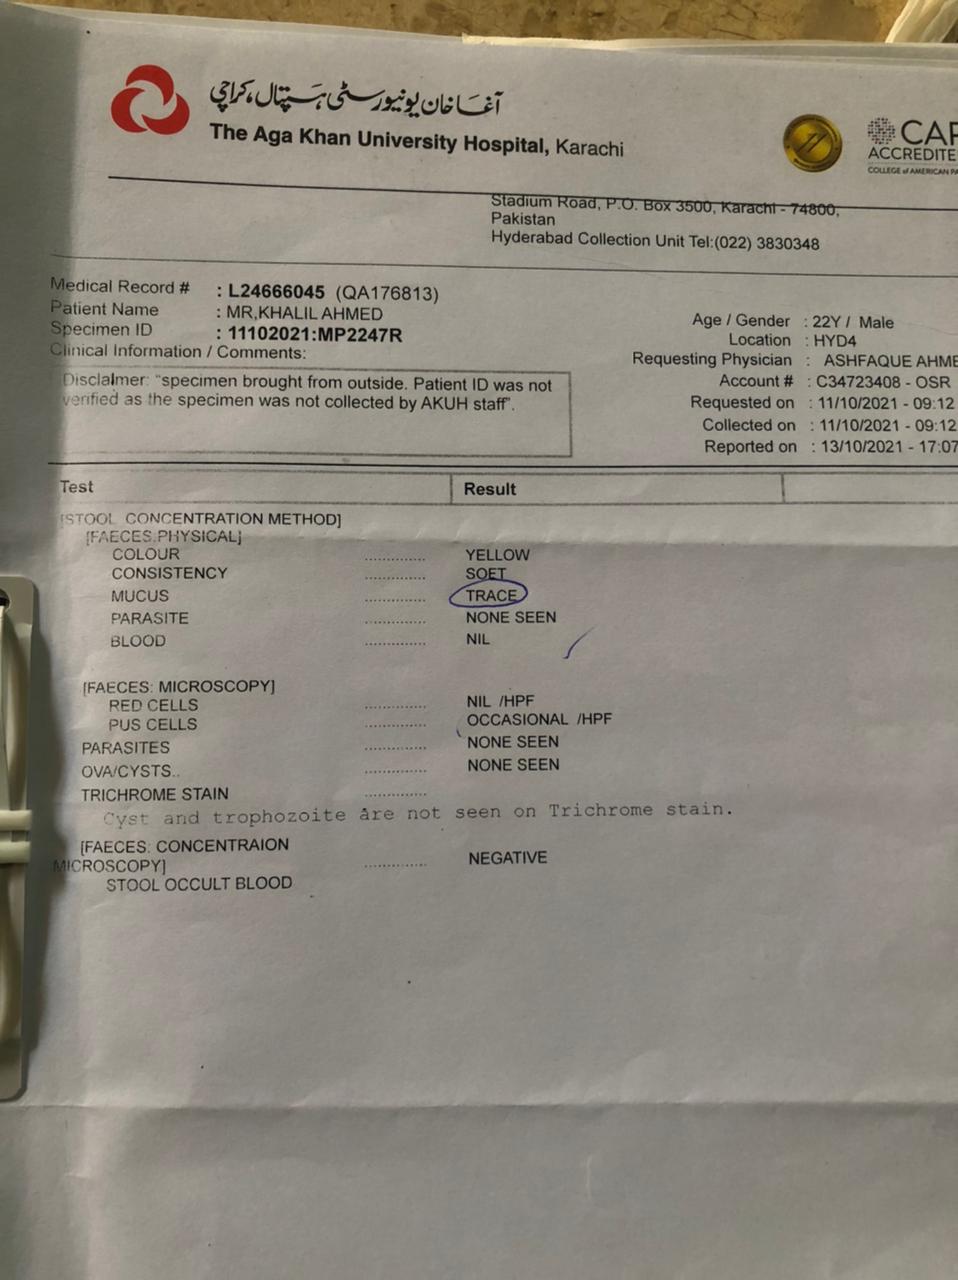 آغا خان یونیورسٹی ہسپتال، کراچی
The Aga Khan University Hospital, Karachi
CAP
ACCREDITE
COLLEGE of AMERICAN PA
Stadium Road, P.O. Box 3500, Karachi - 74800,
Pakistan
Hyderabad Collection Unit Tel:(022) 3830348
Medical Record # : L24666045 (QA176813)
Patient Name : MR,KHALIL AHMED
Specimen ID : 11102021:MP2247R
Clinical Information / Comments:
Age / Gender : 22Y / Male
Location : HYD4
Requesting Physician : ASHFAQUE AHME
Account # : C34723408 - OSR
Requested on : 11/10/2021 - 09:12
Collected on : 11/10/2021 - 09:12
Reported on : 13/10/2021 - 17:07
Disclaimer: "specimen brought from outside. Patient ID was not
verified as the specimen was not collected by AKUH staff".
Test Result
[STOOL CONCENTRATION METHOD]
[FAECES.PHYSICAL]
COLOUR .............. YELLOW
CONSISTENCY .............. SOFT
MUCUS .............. TRACE
PARASITE .............. NONE SEEN
BLOOD .............. NIL
[FAECES: MICROSCOPY]
RED CELLS .............. NIL /HPF
PUS CELLS .............. OCCASIONAL /HPF
PARASITES .............. NONE SEEN
OVA/CYSTS.. .............. NONE SEEN
TRICHROME STAIN ..............
Cyst and trophozoite are not seen on Trichrome stain.
[FAECES: CONCENTRAION
MICROSCOPY] .............. NEGATIVE
STOOL OCCULT BLOOD